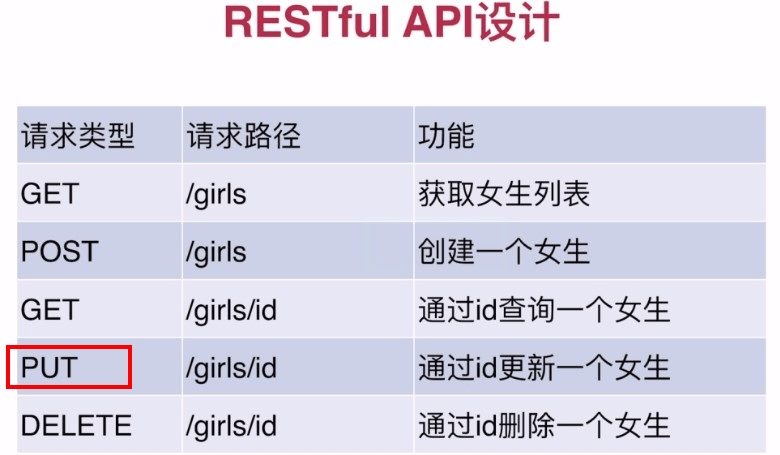 RESTful API设计
请求类型 请求路径 功能
GET /girls 获取女生列表
POST /girls 创建一个女生
GET /girls/id 通过id查询一个女生
PUT /girls/id 通过id更新一个女生
DELETE /girls/id 通过id删除一个女生